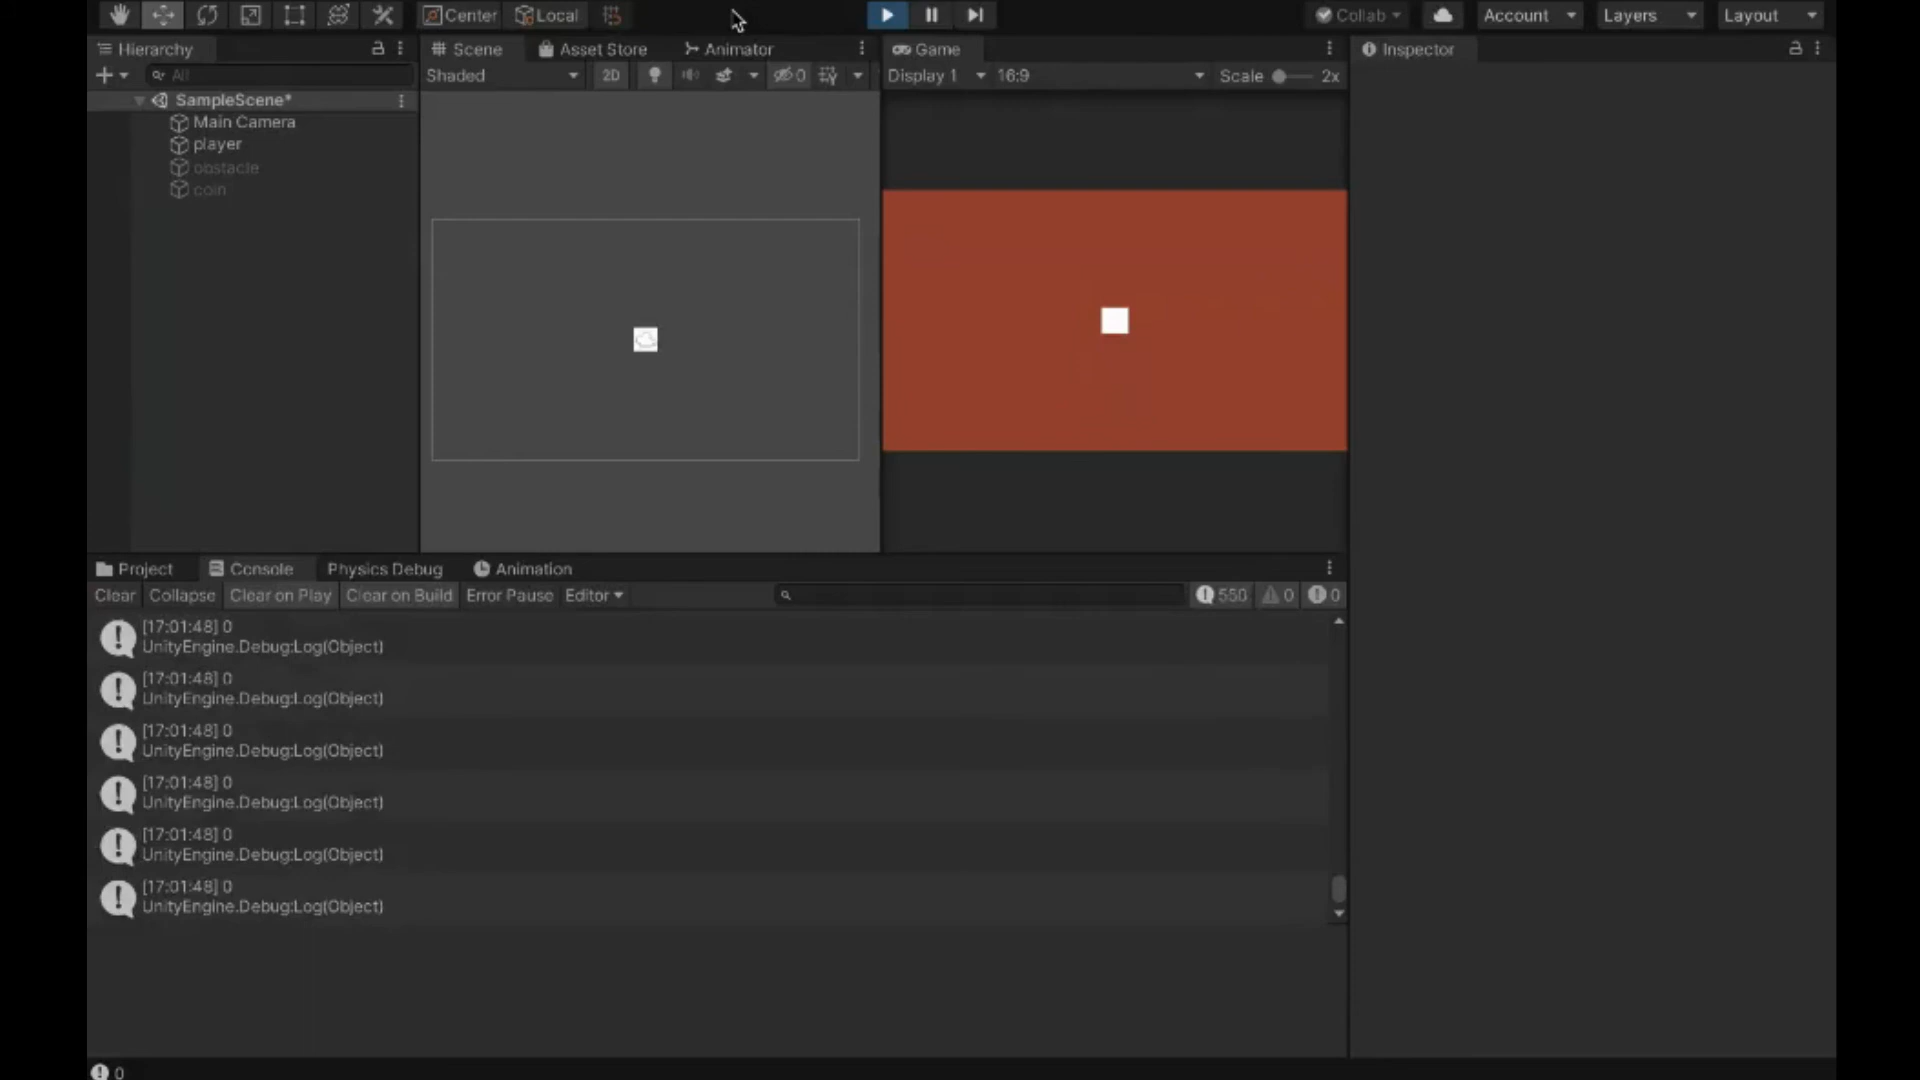 Center Local Collab Account Layers Layout
Hierarchy Scene Asset Store Animator Game Inspector
All Shaded 2D 0 Display 1 16:9 Scale 2x
SampleScene*
Main Camera
player
obstacle
coin
Project Console Physics Debug Animation
Clear Collapse Clear on Play Clear on Build Error Pause Editor 550 0 0
[17:01:48] 0
UnityEngine.Debug:Log(Object)
[17:01:48] 0
UnityEngine.Debug:Log(Object)
[17:01:48] 0
UnityEngine.Debug:Log(Object)
[17:01:48] 0
UnityEngine.Debug:Log(Object)
[17:01:48] 0
UnityEngine.Debug:Log(Object)
[17:01:48] 0
UnityEngine.Debug:Log(Object)
0